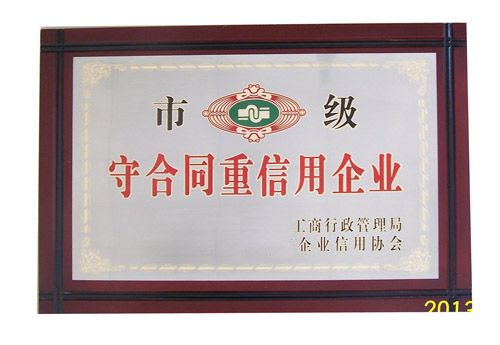 市 级
守合同重信用企业
工商行政管理局
企业信用协会
2013